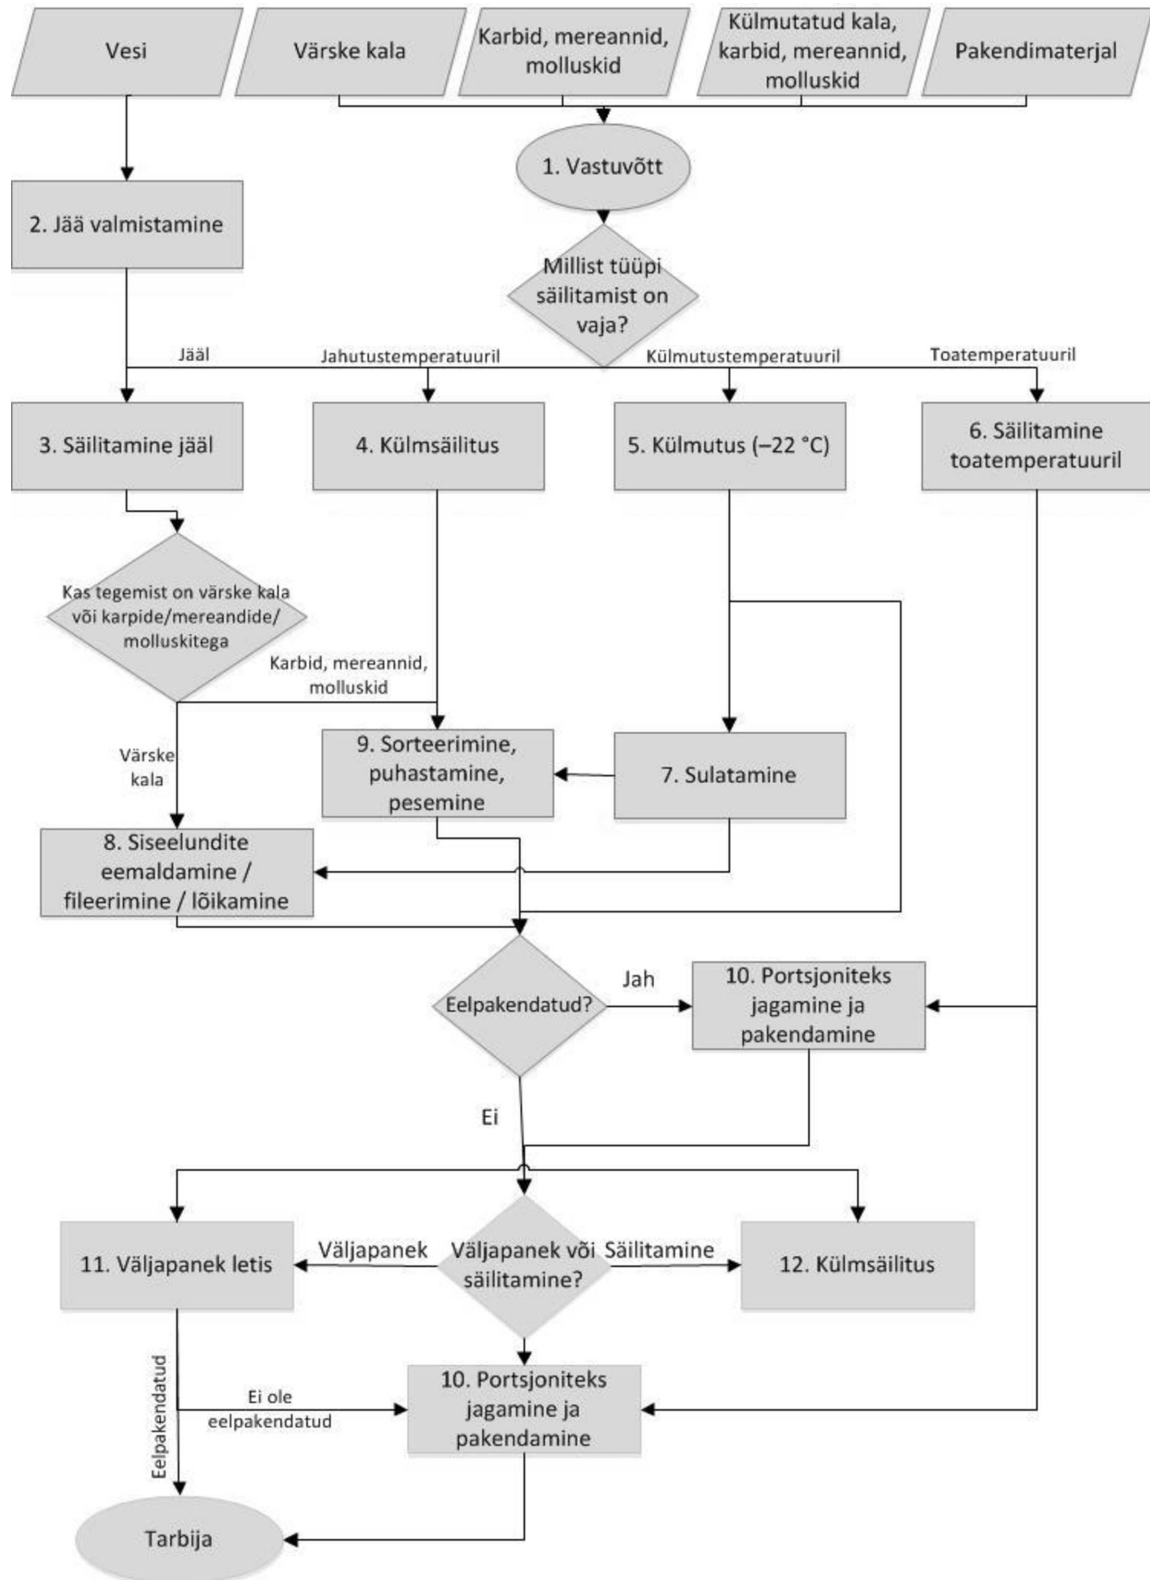 Vesi
Värske kala
Karbid, mereannid,
molluskid
Külmutatud kala,
karbid, mereannid,
molluskid
Pakendimaterjal
1. Vastuvõtt
2. Jää valmistamine
Millist tüüpi
säilitamist on
vaja?
Jääl
Jahutustemperatuuril
Külmutustemperatuuril
Toatemperatuuril
3. Säilitamine jääl
4. Külmsäilitus
5. Külmutus (–22 °C)
6. Säilitamine
toatemperatuuril
Kas tegemist on värske kala
või karpide/mereandide/
molluskitega
Karbid, mereannid,
molluskid
Värske
kala
9. Sorteerimine,
puhastamine,
pesemine
7. Sulatamine
8. Siseelundite
eemaldamine /
fileerimine / lõikamine
Eelpakendatud?
Jah
10. Portsjoniteks
jagamine ja
pakendamine
Ei
11. Väljapanek letis
Väljapanek
Väljapanek või
säilitamine?
Säilitamine
12. Külmsäilitus
Eelpakendatud
Ei ole
eelpakendatud
10. Portsjoniteks
jagamine ja
pakendamine
Tarbija